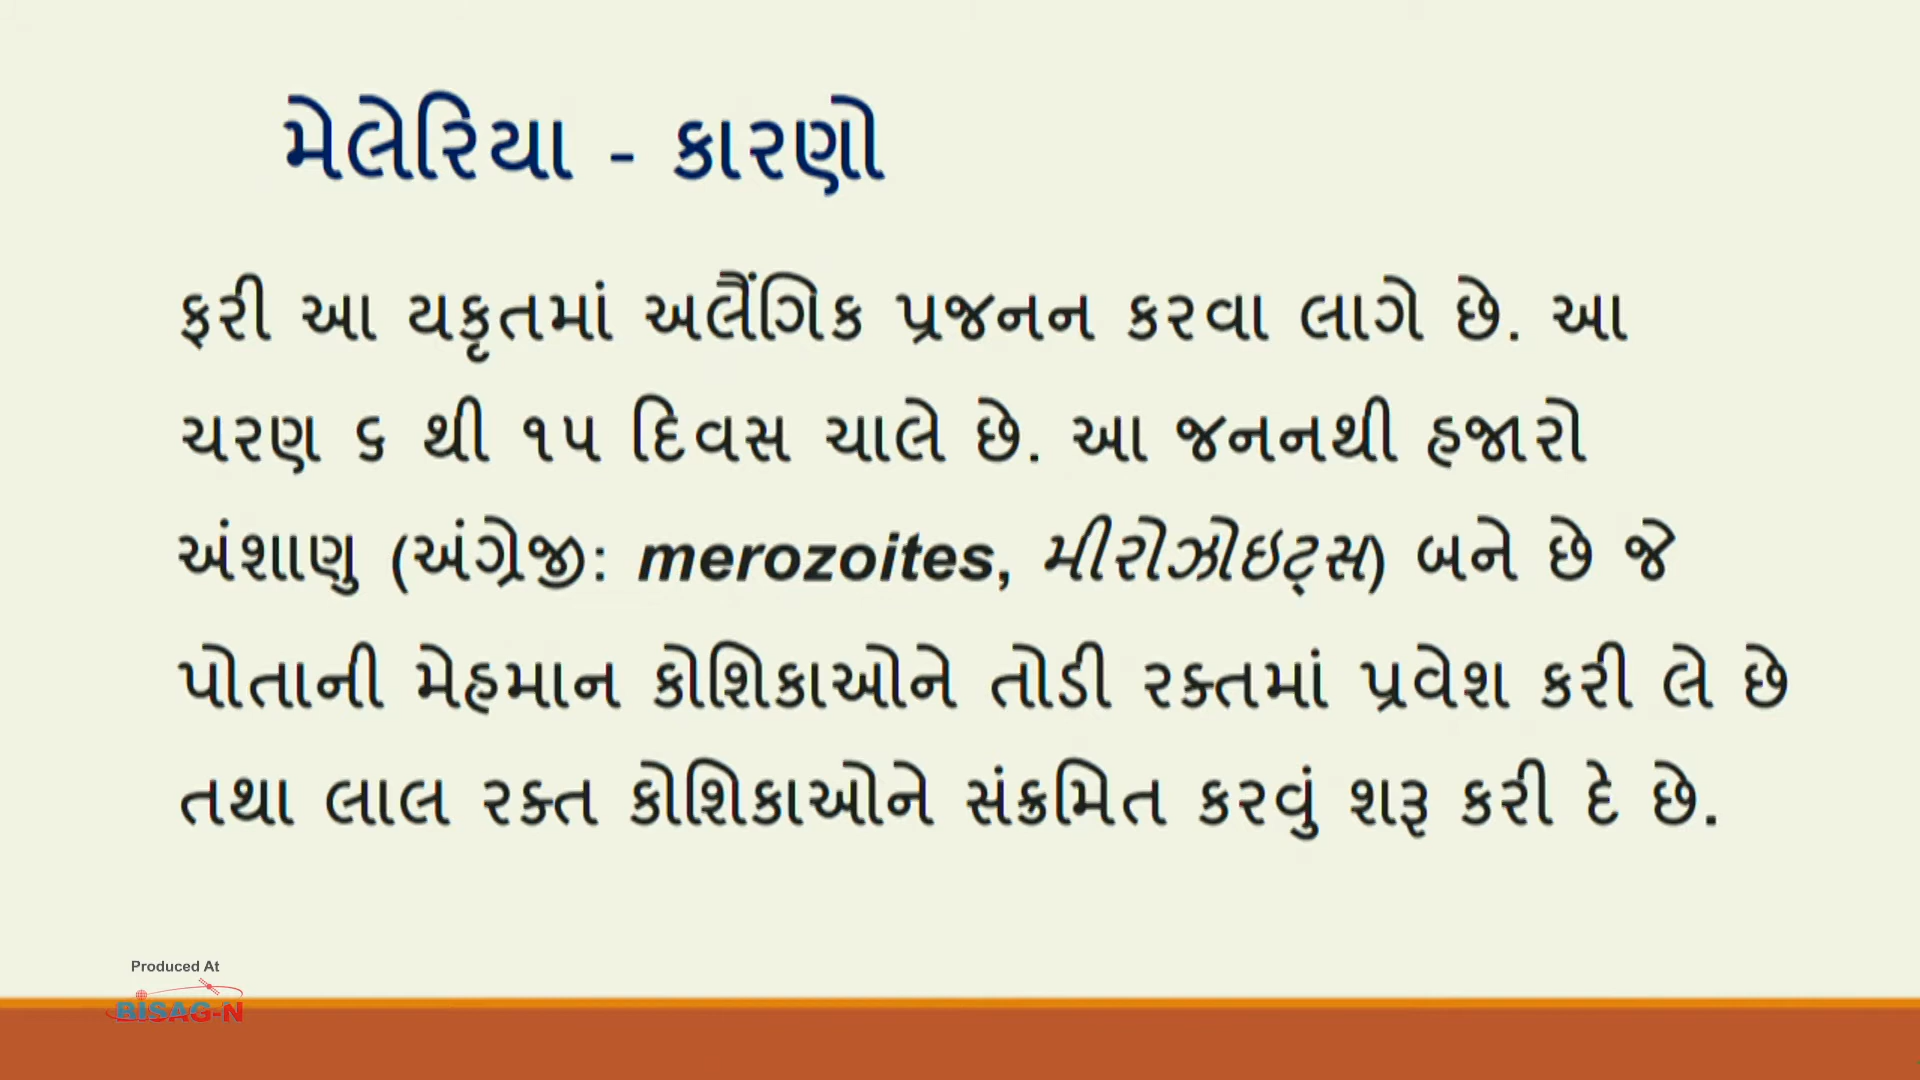 મેલેરિયા - કારણો
ફરી આ યકૃતમાં અલૈંગિક પ્રજનન કરવા લાગે છે. આ
ચરણ ૬ થી ૧૫ દિવસ ચાલે છે. આ જનનથી હજારો
અંશાણુ (અંગ્રેજી: merozoites, મીરોઝોઇટ્સ) બને છે જે
પોતાની મેહમાન કોશિકાઓને તોડી રક્તમાં પ્રવેશ કરી લે છે
તથા લાલ રક્ત કોશિકાઓને સંક્રમિત કરવું શરૂ કરી દે છે.
Produced At
BISAG-N